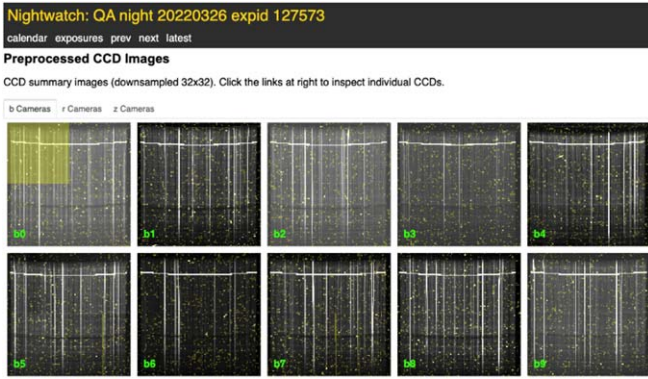 Nightwatch: QA night 20220326 expid 127573
calendar exposures prev next latest
Preprocessed CCD Images
CCD summary images (downsampled 32x32). Click the links at right to inspect individual CCDs.
b Cameras r Cameras z Cameras
b0 b1 b2 b3 b4
b5 b6 b7 b8 b9